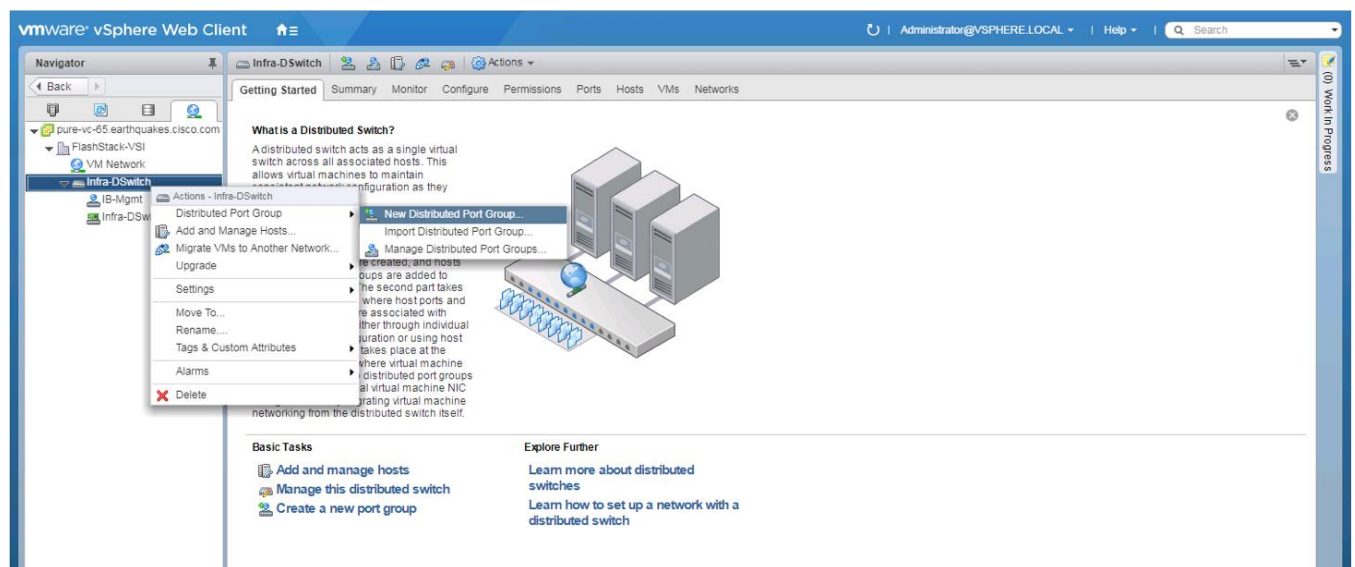 vmware® vSphere Web Client
Administrator@VSPHERE.LOCAL
Help
Search
Navigator
Back
pure-vc-65.earthquakes.cisco.com
FlashStack-VSI
VM Network
Infra-DSwitch
IB-Mgmt
Infra-DSw
Infra-DSwitch
Actions
Getting Started
Summary
Monitor
Configure
Permissions
Ports
Hosts
VMs
Networks
What is a Distributed Switch?
A distributed switch acts as a single virtual
switch across all associated hosts. This
allows virtual machines to maintain
consistent network configuration as they
Actions - Infra-DSwitch
Distributed Port Group
Add and Manage Hosts...
Migrate VMs to Another Network...
Upgrade
Settings
Move To...
Rename....
Tags & Custom Attributes
Alarms
Delete
New Distributed Port Group...
Import Distributed Port Group...
Manage Distributed Port Groups...
re created, and hosts
oups are added to
he second part takes
where host ports and
re associated with
ther through individual
uration or using host
takes place at the
where virtual machine
distributed port groups
al virtual machine NIC
grating virtual machine
networking from the distributed switch itself.
Basic Tasks
Add and manage hosts
Manage this distributed switch
Create a new port group
Explore Further
Learn more about distributed
switches
Learn how to set up a network with a
distributed switch
(0) Work In Progress